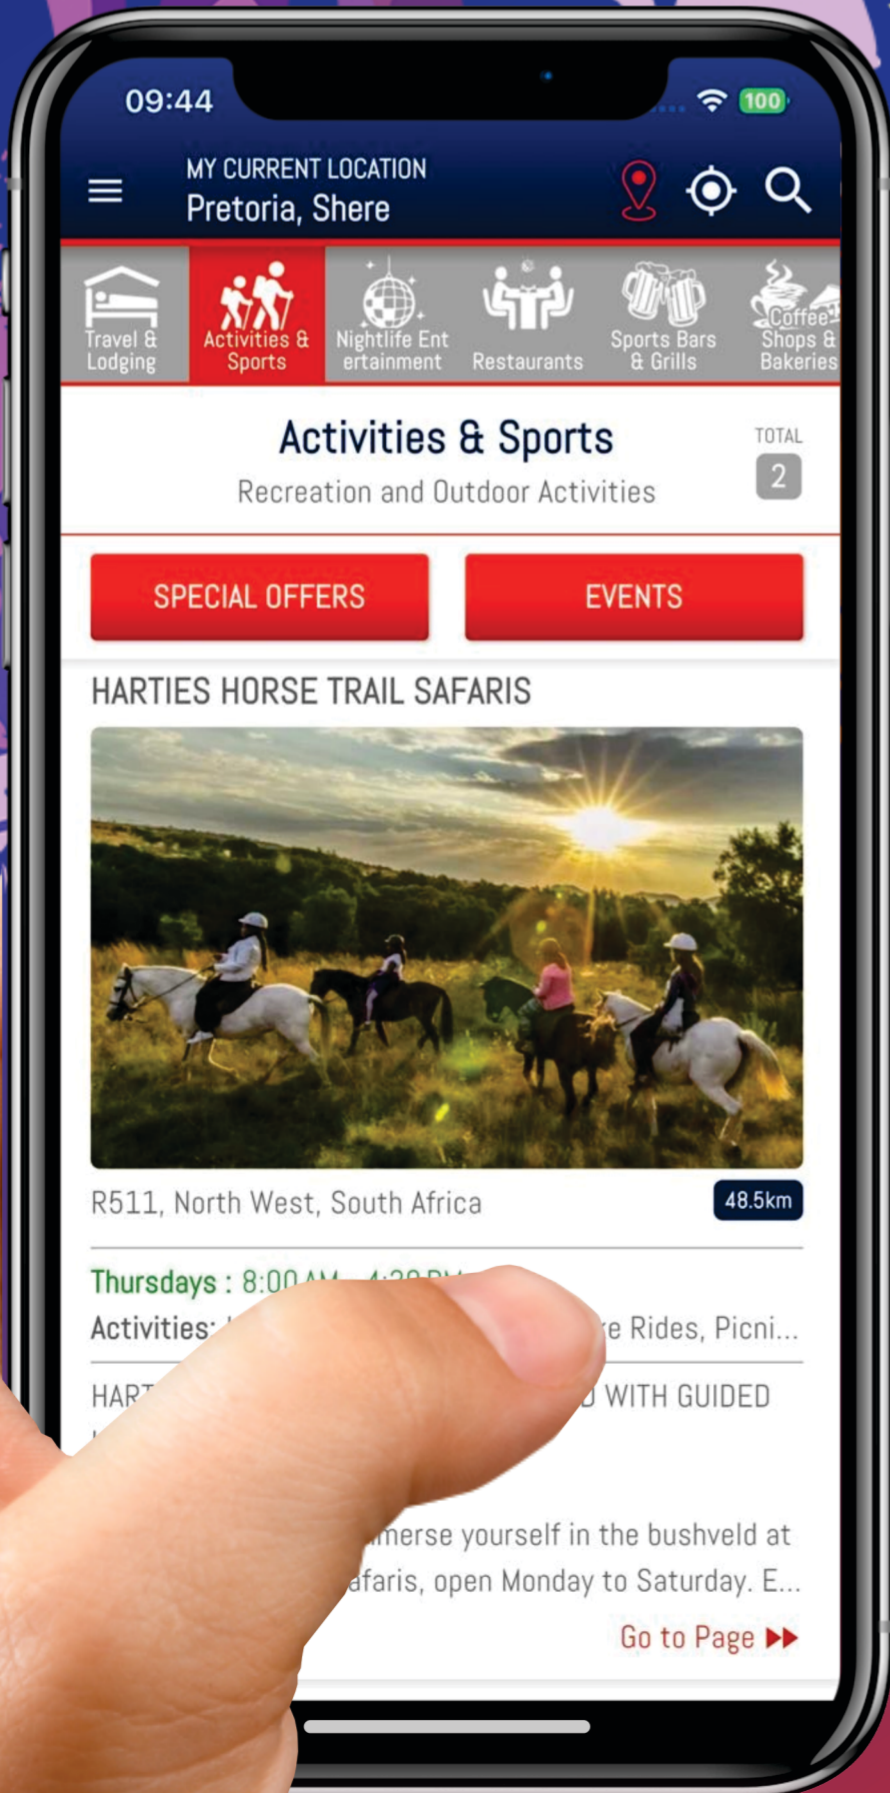 09:44
100
MY CURRENT LOCATION
Pretoria, Shere
Travel &
Lodging
Activities &
Sports
Nightlife Ent
ertainment
Restaurants
Sports Bars
& Grills
Coffee
Shops &
Bakeries
Activities & Sports
Recreation and Outdoor Activities
TOTAL
2
SPECIAL OFFERS
EVENTS
HARTIES HORSE TRAIL SAFARIS
R511, North West, South Africa
48.5km
Thursdays : 8:00 AM
Activities: Rides, Picni...
WITH GUIDED
yourself in the bushveld at
open Monday to Saturday. E...
Go to Page